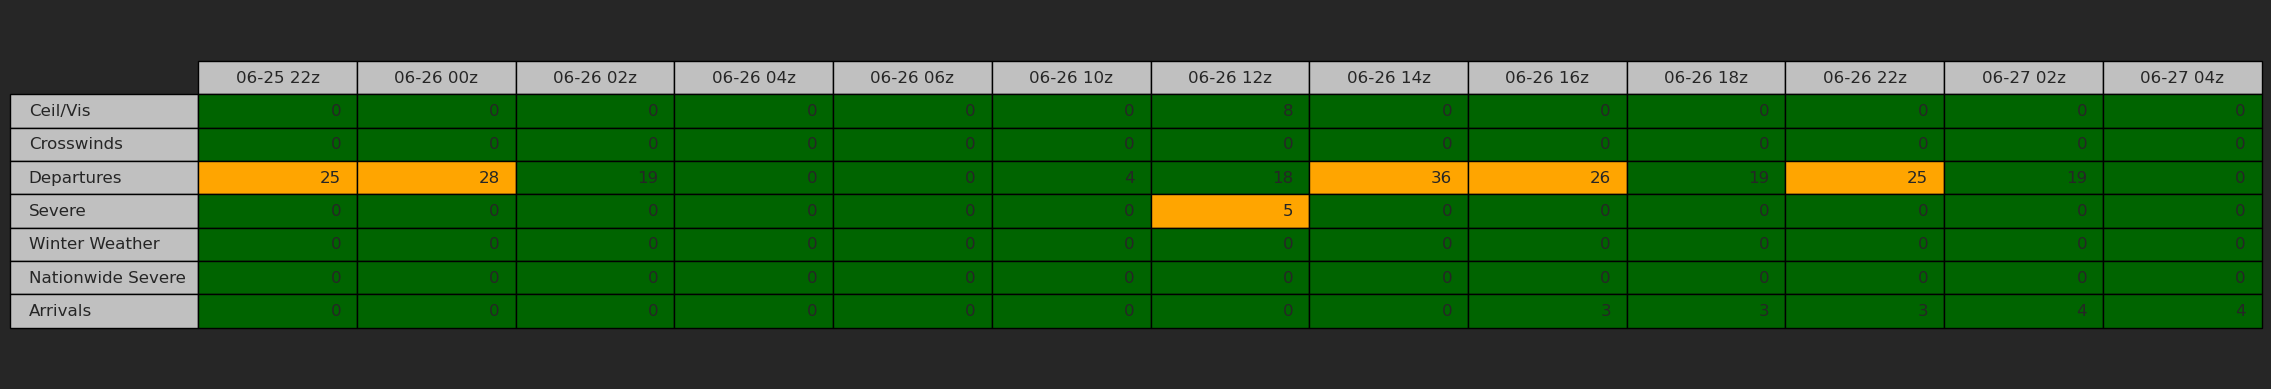 06-25 22z 06-26 00z 06-26 02z 06-26 04z 06-26 06z 06-26 10z 06-26 12z 06-26 14z 06-26 16z 06-26 18z 06-26 22z 06-27 02z 06-27 04z
Ceil/Vis 0 0 0 0 0 0 8 0 0 0 0 0 0
Crosswinds 0 0 0 0 0 0 0 0 0 0 0 0 0
Departures 25 28 19 0 0 4 18 36 26 19 25 19 0
Severe 0 0 0 0 0 0 5 0 0 0 0 0 0
Winter Weather 0 0 0 0 0 0 0 0 0 0 0 0 0
Nationwide Severe 0 0 0 0 0 0 0 0 0 0 0 0 0
Arrivals 0 0 0 0 0 0 0 0 3 3 3 4 4